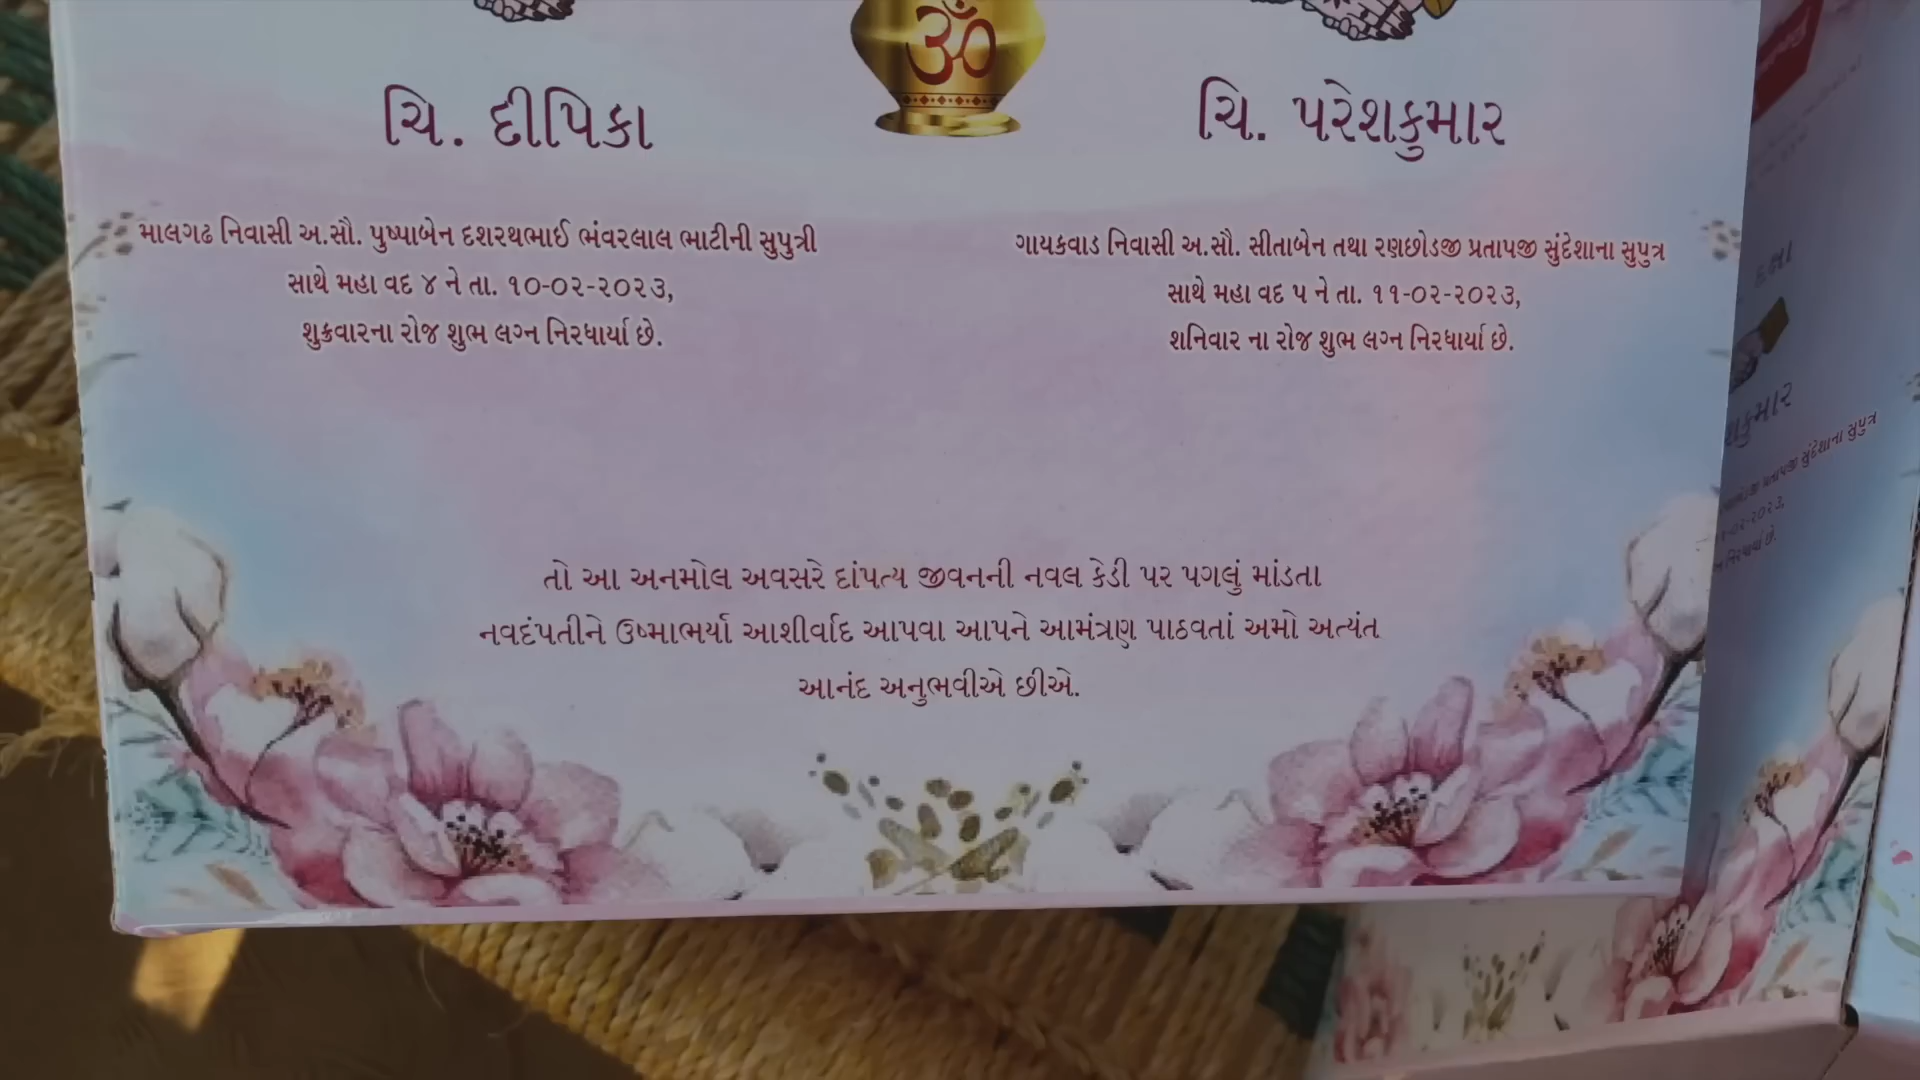 ૐ
ચિ. દીપિકા
માલગઢ નિવાસી અ.સૌ. પુષ્પાબેન દશરથભાઈ ભંવરલાલ ભાટીની સુપુત્રી
સાથે મહા વદ ૪ ને તા. ૧૦-૦૨-૨૦૨૩,
શુક્રવારના રોજ શુભ લગ્ન નિરધાર્યા છે.
ચિ. પરેશકુમાર
ગાયકવાડ નિવાસી અ.સૌ. સીતાબેન તથા રણછોડજી પ્રતાપજી સુંદેશાના સુપુત્ર
સાથે મહા વદ ૫ ને તા. ૧૧-૦૨-૨૦૨૩,
શનિવાર ના રોજ શુભ લગ્ન નિરધાર્યા છે.
તો આ અનમોલ અવસરે દાંપત્ય જીવનની નવલ કેડી પર પગલું માંડતા
નવદંપતીને ઉષ્માભર્યા આશીર્વાદ આપવા આપને આમંત્રણ પાઠવતાં અમો અત્યંત
આનંદ અનુભવીએ છીએ.
સુંદેશાના સુપુત્ર